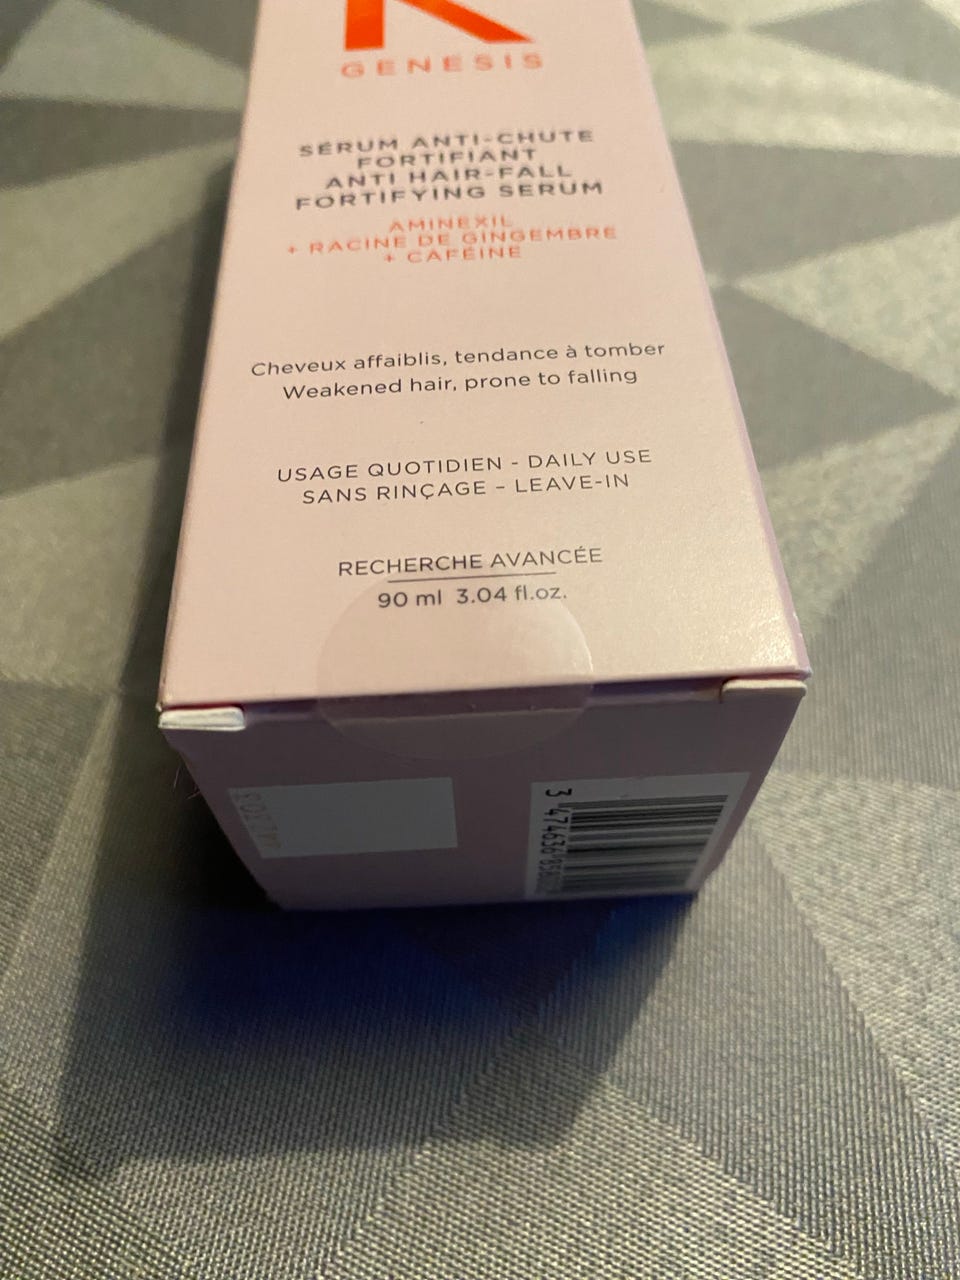 K
GENESIS
SÉRUM ANTI-CHUTE
FORTIFIANT
ANTI HAIR-FALL
FORTIFYING SERUM
AMINEXIL
+ RACINE DE GINGEMBRE
+ CAFÉINE
Cheveux affaiblis, tendance à tomber
Weakened hair, prone to falling
USAGE QUOTIDIEN - DAILY USE
SANS RINÇAGE - LEAVE-IN
RECHERCHE AVANCÉE
90 ml 3.04 fl.oz.
3 474636